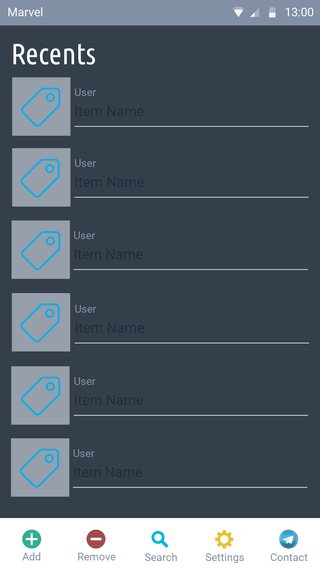 Marvel 13:00
Recents
User
Item Name
User
Item Name
User
Item Name
User
Item Name
User
Item Name
User
Item Name
Add Remove Search Settings Contact